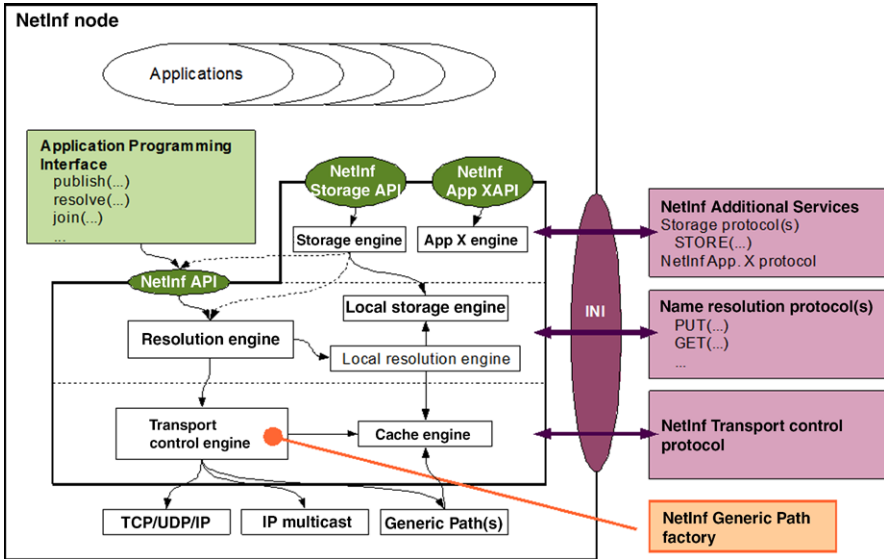 NetInf node
Applications
Application Programming
Interface
publish(...)
resolve(...)
join(...)
...
NetInf
Storage API
NetInf
App XAPI
Storage engine
App X engine
NetInf API
Local storage engine
Resolution engine
Local resolution engine
Transport
control engine
Cache engine
TCP/UDP/IP
IP multicast
Generic Path(s)
INI
NetInf Additional Services
Storage protocol(s)
STORE(...)
NetInf App. X protocol
Name resolution protocol(s)
PUT(...)
GET(...)
...
NetInf Transport control
protocol
NetInf Generic Path
factory